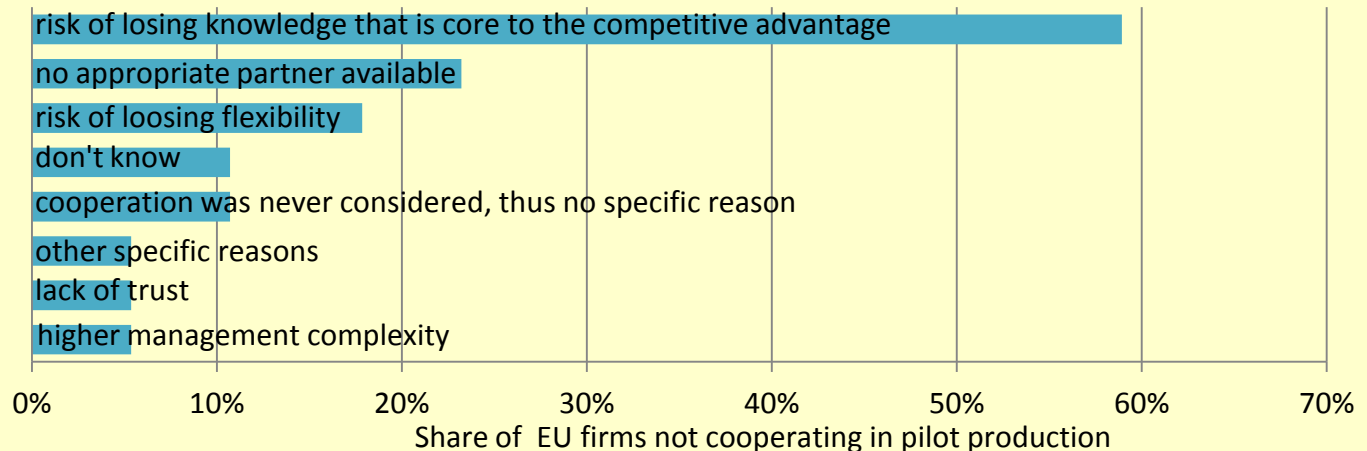 risk of losing knowledge that is core to the competitive advantage
no appropriate partner available
risk of loosing flexibility
don't know
cooperation was never considered, thus no specific reason
other specific reasons
lack of trust
higher management complexity
0% 10% 20% 30% 40% 50% 60% 70%
Share of EU firms not cooperating in pilot production